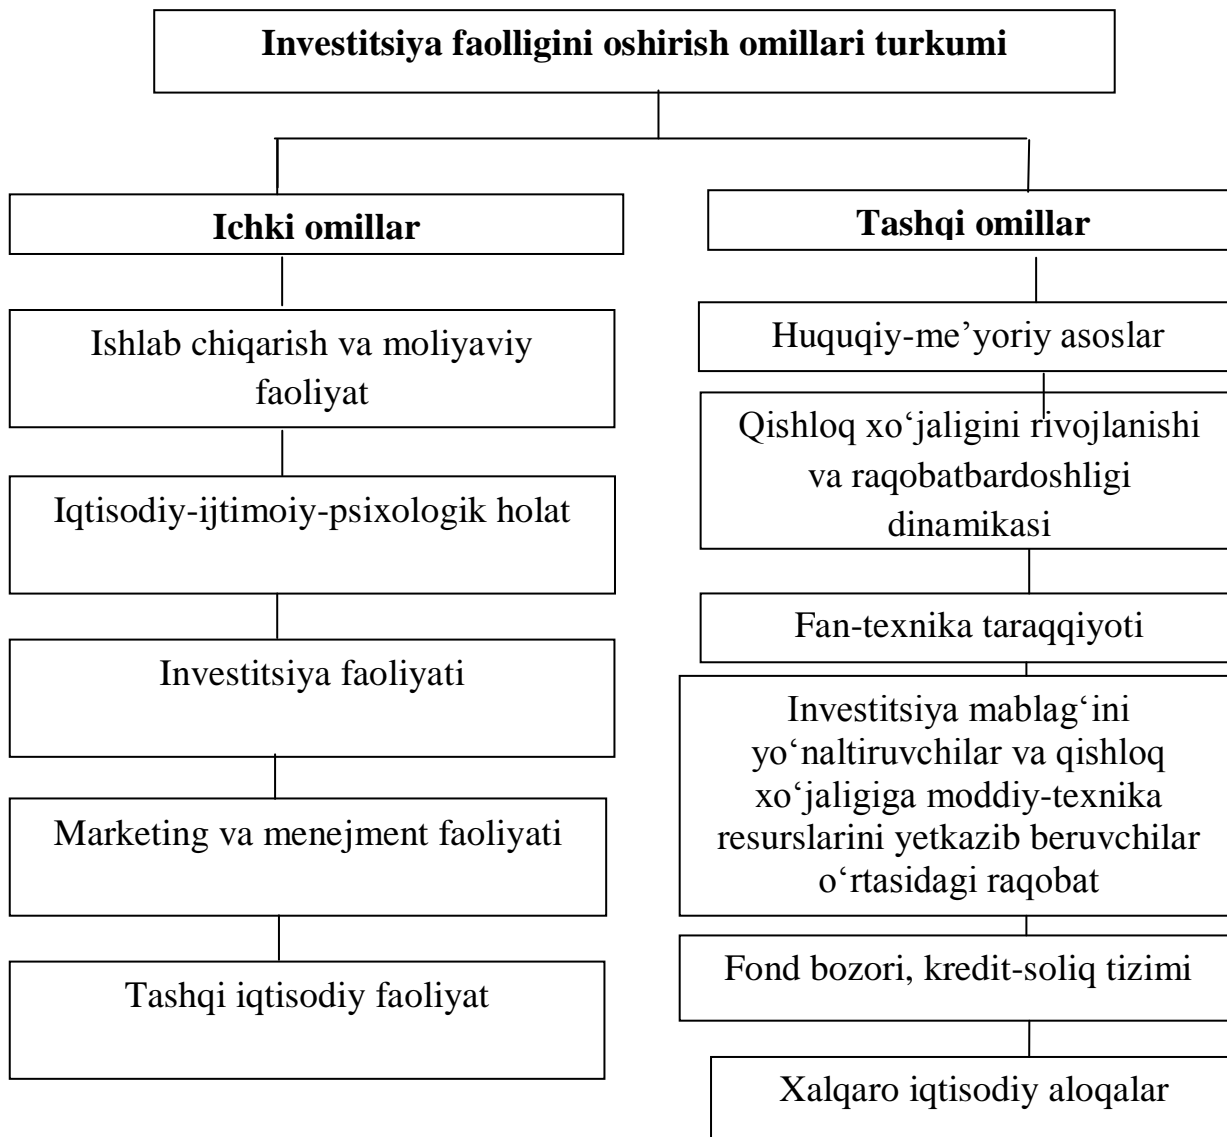 Investitsiya faolligini oshirish omillari turkumi
Ichki omillar
Ishlab chiqarish va moliyaviy
faoliyat
Iqtisodiy-ijtimoiy-psixologik holat
Investitsiya faoliyati
Marketing va menejment faoliyati
Tashqi iqtisodiy faoliyat
Tashqi omillar
Huquqiy-me’yoriy asoslar
Qishloq xo‘jaligini rivojlanishi
va raqobatbardoshligi
dinamikasi
Fan-texnika taraqqiyoti
Investitsiya mablag‘ini
yo‘naltiruvchilar va qishloq
xo‘jaligiga moddiy-texnika
resurslarini yetkazib beruvchilar
o‘rtasidagi raqobat
Fond bozori, kredit-soliq tizimi
Xalqaro iqtisodiy aloqalar